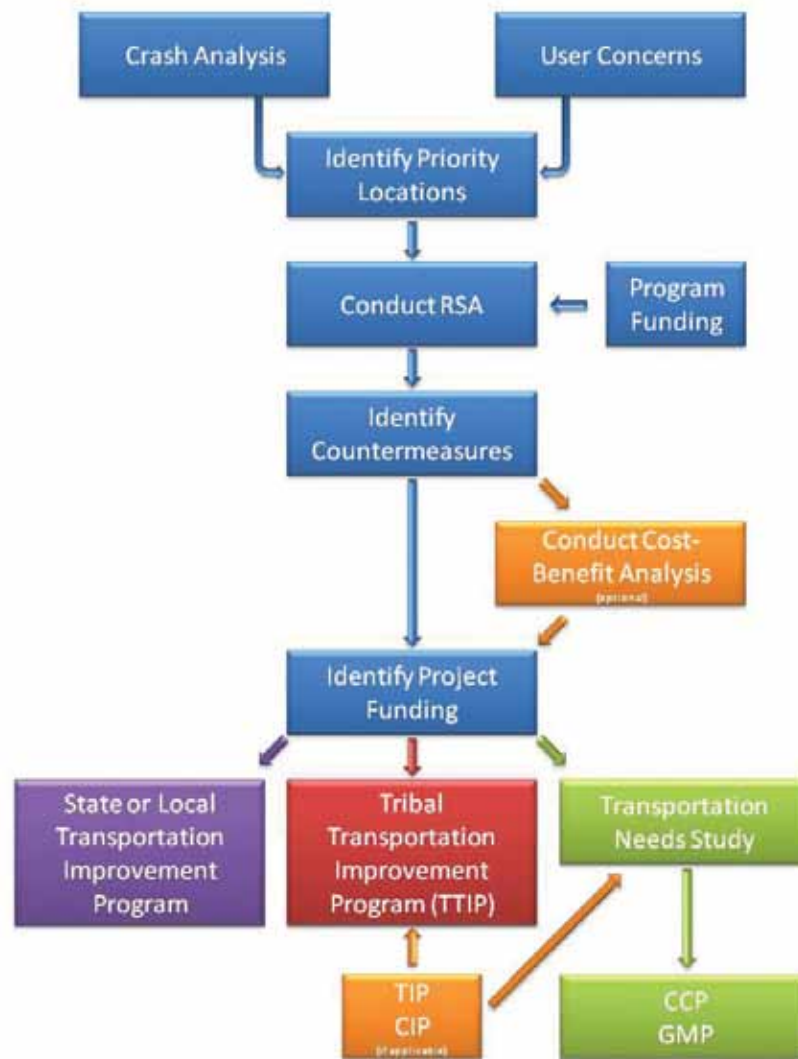 Crash Analysis
User Concerns
Identify Priority
Locations
Conduct RSA
Program
Funding
Identify
Countermeasures
Conduct Cost-
Benefit Analysis
(optional)
Identify Project
Funding
State or Local
Transportation
Improvement
Program
Tribal
Transportation
Improvement
Program (TTIP)
Transportation
Needs Study
TIP
CIP
(if applicable)
CCP
GMP